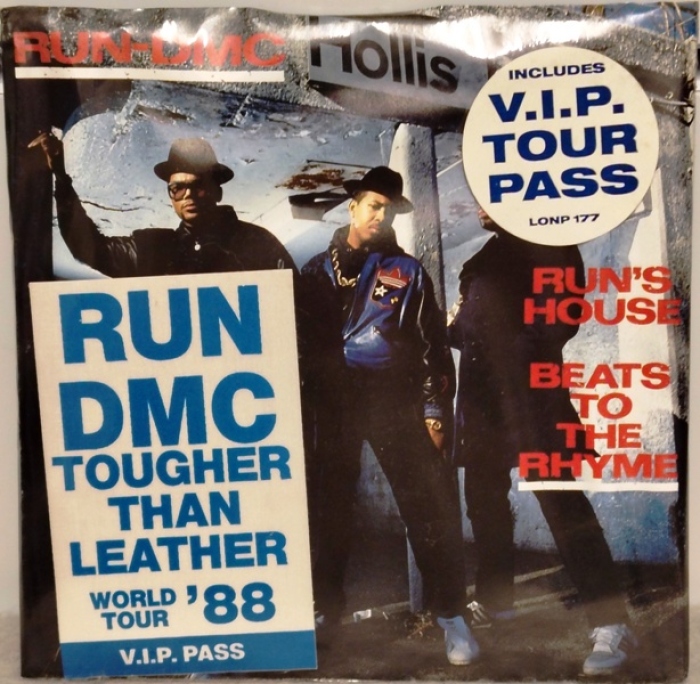 RUN-DMC
Hollis
INCLUDES
V.I.P.
TOUR
PASS
LONP 177
RUN'S
HOUSE
BEATS
TO
THE
RHYME
RUN
DMC
TOUGHER
THAN
LEATHER
WORLD
TOUR '88
V.I.P. PASS